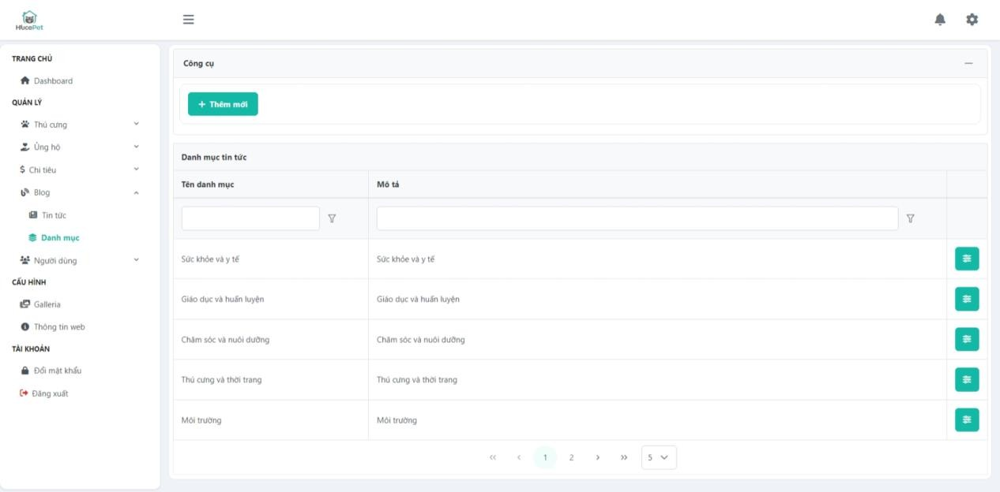 HucePet
TRANG CHỦ
Dashboard
QUẢN LÝ
Thú cưng
Ủng hộ
Chi tiêu
Blog
Tin tức
Danh mục
Người dùng
CẤU HÌNH
Galleria
Thông tin web
TÀI KHOẢN
Đổi mật khẩu
Đăng xuất
Công cụ
+ Thêm mới
Danh mục tin tức
Tên danh mục Mô tả
Sức khỏe và y tế Sức khỏe và y tế
Giáo dục và huấn luyện Giáo dục và huấn luyện
Chăm sóc và nuôi dưỡng Chăm sóc và nuôi dưỡng
Thú cưng và thời trang Thú cưng và thời trang
Môi trường Môi trường
« ‹ 1 2 › » 5